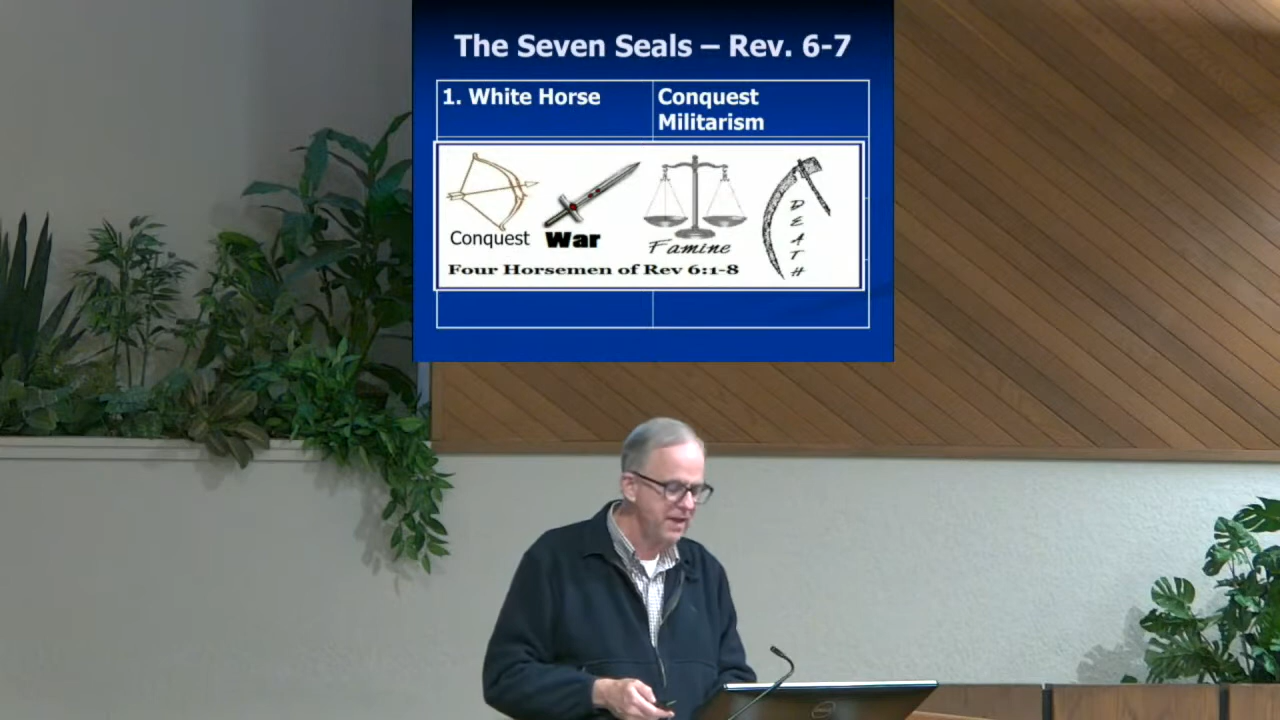 The Seven Seals – Rev. 6-7
1. White Horse
Conquest
Militarism
Conquest
War
Famine
DEATH
Four Horsemen of Rev 6:1-8
DELL